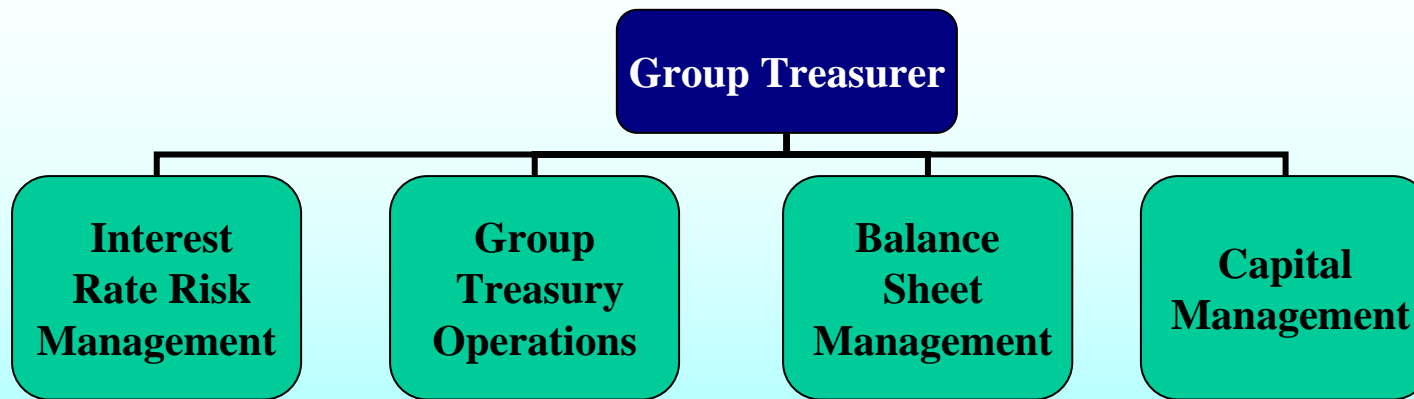 Group Treasurer
Interest
Rate Risk
Management
Group
Treasury
Operations
Balance
Sheet
Management
Capital
Management